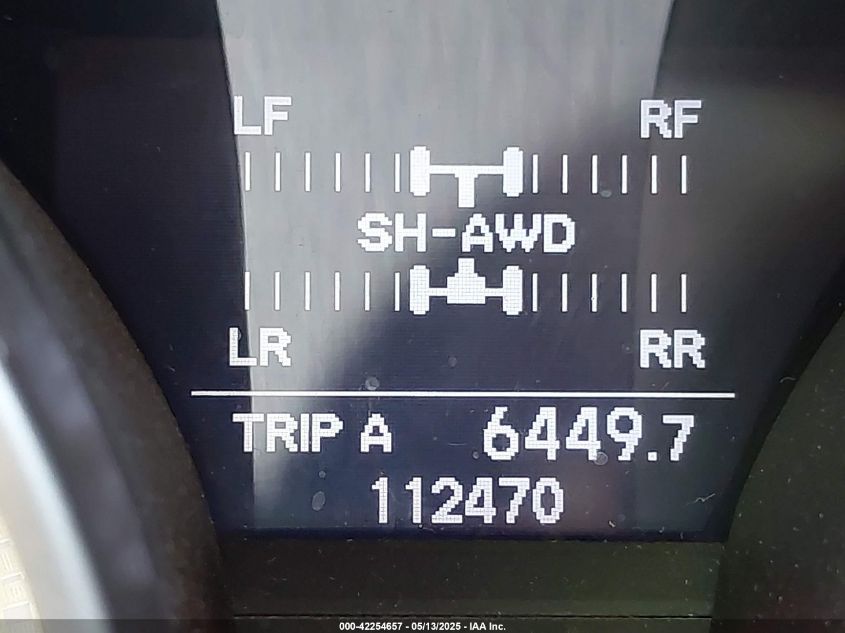 LF RF
SH-AWD
LR RR
TRIP A 6449.7
112470
000-42254657 - 05/13/2025 - IAA Inc.